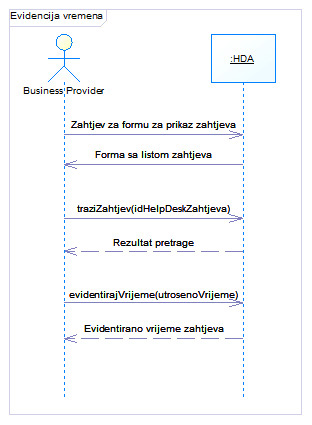 Evidencija vremena
:HDA
Business Provider
Zahtjev za formu za prikaz zahtjeva
Forma sa listom zahtjeva
traziZahtjev(idHelpDeskZahtjeva)
Rezultat pretrage
evidentirajVrijeme(utrosenoVrijeme)
Evidentirano vrijeme zahtjeva